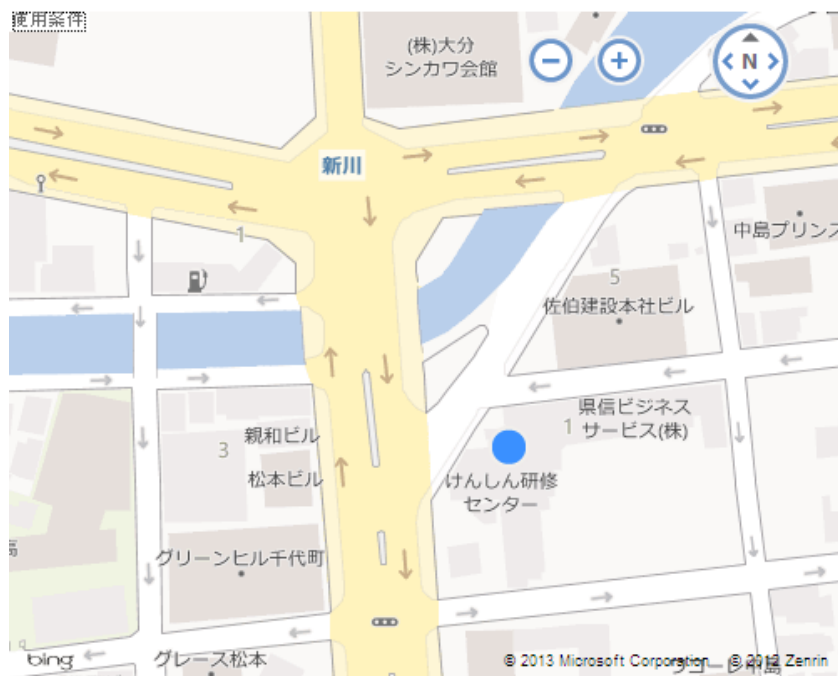 使用条件
(株)大分
シンカワ会館
N
新川
中島プリンス
1
5
佐伯建設本社ビル
県信ビジネス
サービス(株)
1
親和ビル
3
松本ビル
けんしん研修
センター
グリーンヒル千代町
bing
グレース松本
© 2013 Microsoft Corporation © 2012 Zenrin